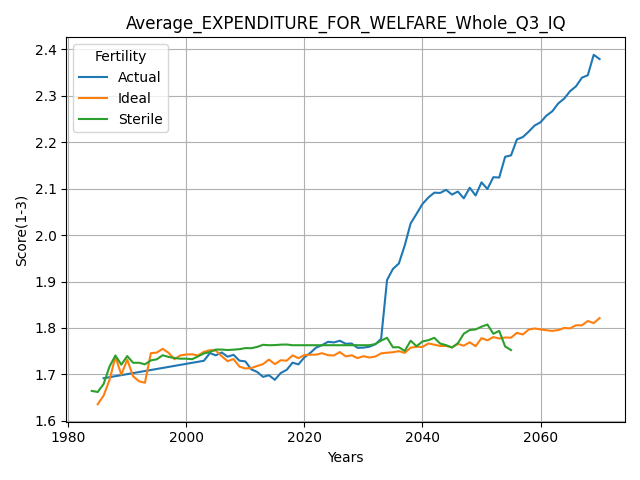 Average_EXPENDITURE_FOR_WELFARE_Whole_Q3_IQ
Fertility
Actual
Ideal
Sterile
Score(1-3)
2.4
2.3
2.2
2.1
2.0
1.9
1.8
1.7
1.6
1980
2000
2020
2040
2060
Years